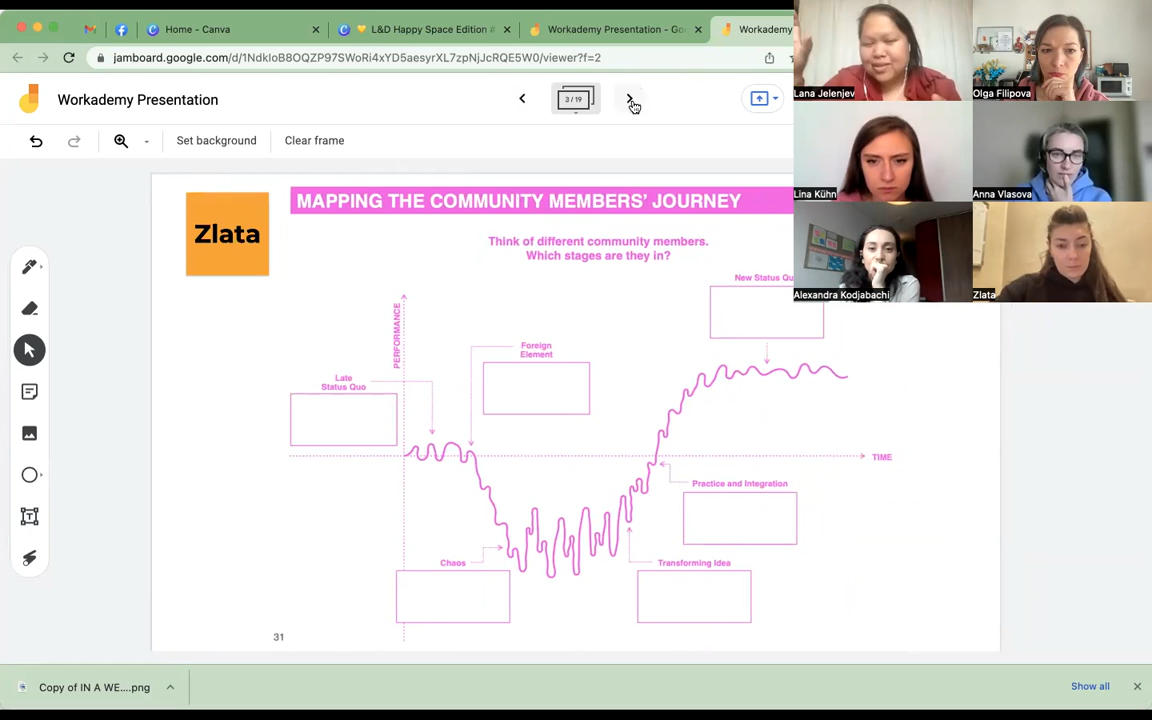 Home - Canva
L&D Happy Space Edition #
Workademy Presentation - Go
Workademy
jamboard.google.com/d/1NdkIoB8OQZP97SWoRi4xYD5aesyrXL7zpNjJcRQE5W0/viewer?f=2
Workademy Presentation
3 / 19
Set background
Clear frame
Lana Jelenjev
Olga Filipova
Lina Kühn
Anna Vlasova
Alexandra Kodjabachi
Zlata
Zlata
MAPPING THE COMMUNITY MEMBERS' JOURNEY
Think of different community members.
Which stages are they in?
New Status Qu
PERFORMANCE
Foreign
Element
Late
Status Quo
TIME
Practice and Integration
Chaos
Transforming Idea
31
Copy of IN A WE....png
Show all